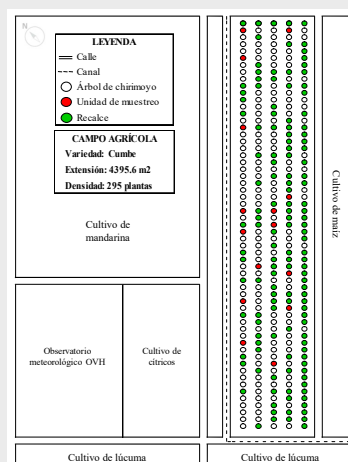 N
LEYENDA
Calle
Canal
Árbol de chirimoyo
Unidad de muestreo
Recalce
CAMPO AGRÍCOLA
Variedad: Cumbe
Extensión: 4395.6 m2
Densidad: 295 plantas
Cultivo de
mandarina
Cultivo de maíz
Observatorio
meteorológico OVH
Cultivo de
cítricos
Cultivo de lúcuma
Cultivo de lúcuma